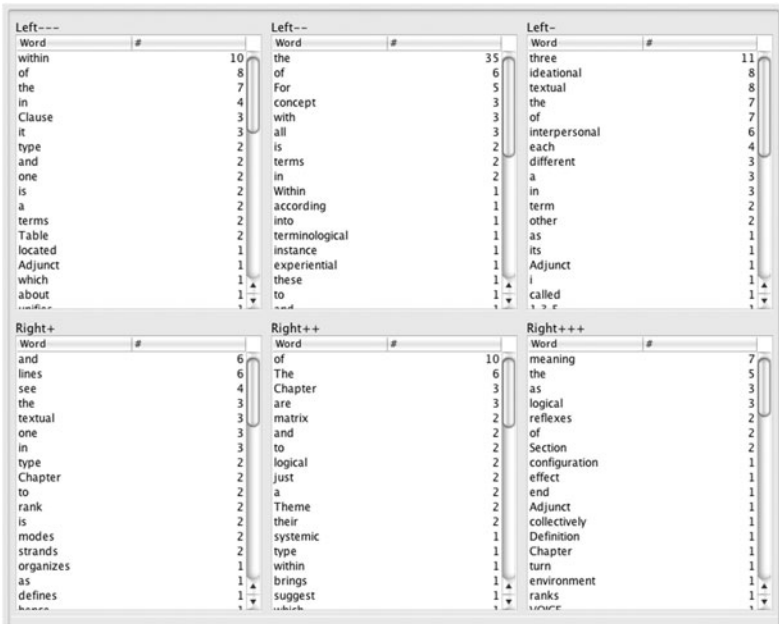 Left---
Word #
within 10
of 8
the 7
in 4
Clause 3
it 3
type 2
and 2
one 2
is 2
a 2
terms 2
Table 2
located 1
Adjunct 1
which 1
about 1
Left--
Word #
the 35
of 6
For 5
concept 3
with 3
all 3
is 2
terms 2
in 2
Within 1
according 1
into 1
terminological 1
instance 1
experiential 1
these 1
to 1
Left-
Word #
three 11
ideational 8
textual 8
the 7
of 7
interpersonal 6
each 4
different 3
a 3
in 3
term 2
other 2
as 1
its 1
Adjunct 1
i 1
called 1
Right+
Word #
and 6
lines 6
see 4
the 3
textual 3
one 3
in 3
type 2
Chapter 2
to 2
rank 2
is 2
modes 2
strands 2
organizes 1
as 1
defines 1
Right++
Word #
of 10
The 6
Chapter 3
are 3
matrix 2
and 2
to 2
logical 2
just 2
a 2
Theme 2
their 2
systemic 1
type 1
within 1
brings 1
suggest 1
Right+++
Word #
meaning 7
the 5
as 3
logical 3
reflexes 2
of 2
Section 2
configuration 1
effect 1
end 1
Adjunct 1
collectively 1
Definition 1
Chapter 1
turn 1
environment 1
ranks 1